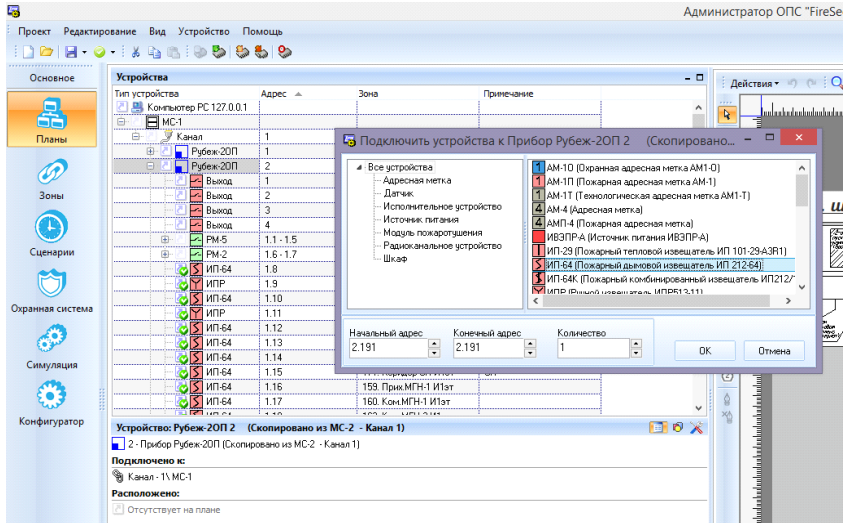 Администратор ОПС "FireSe
Проект Редактирование Вид Устройство Помощь
Основное
Планы
Зоны
Сценарии
Охранная система
Симуляция
Конфигуратор
Устройства
Тип устройства Адрес Зона Примечание
Компьютер PC 127.0.0.1
МС-1
Канал 1
Рубеж-2ОП 1
Рубеж-2ОП 2
Выход 1
Выход 2
Выход 3
Выход 4
РМ-5 1.1 - 1.5
РМ-2 1.6 - 1.7
ИП-64 1.8
ИПР 1.9
ИП-64 1.10
ИПР 1.11
ИП-64 1.12
ИП-64 1.13
ИП-64 1.14
ИП-64 1.15
ИП-64 1.16 159. Прих.МГН-1 И1эт
ИП-64 1.17 160. Ком.МГН-1 И1эт
Устройство: Рубеж-2ОП 2 (Скопировано из МС-2 - Канал 1)
2 - Прибор Рубеж-2ОП (Скопировано из МС-2 - Канал 1)
Подключено к:
Канал - 1\ МС-1
Расположено:
Отсутствует на плане
Действия
Подключить устройства к Прибор Рубеж-2ОП 2 (Скопировано...
Все устройства
Адресная метка
Датчик
Исполнительное устройство
Источник питания
Модуль пожаротушения
Радиоканальное устройство
Шкаф
АМ-1О (Охранная адресная метка АМ1-О)
АМ-1П (Пожарная адресная метка АМ-1)
АМ-1Т (Технологическая адресная метка АМ1-Т)
АМ-4 (Адресная метка)
АМП-4 (Пожарная адресная метка)
ИВЭПР-А (Источник питания ИВЭПР-А)
ИП-29 (Пожарный тепловой извещатель ИП 101-29-A3R1)
ИП-64 (Пожарный дымовой извещатель ИП 212-64)
ИП-64К (Пожарный комбинированный извещатель ИП212/
ИПР (Ручной извещатель ИПР513-11)
Начальный адрес Конечный адрес Количество
2.191 2.191 1
ОК Отмена